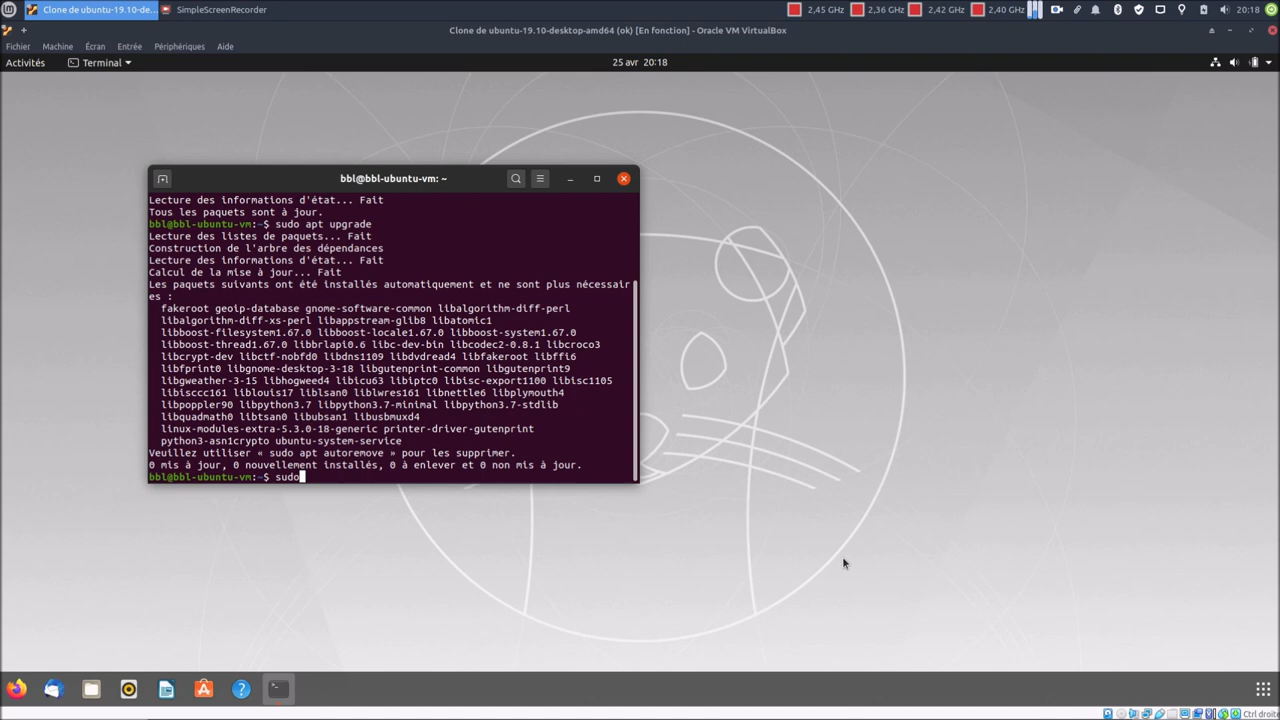 Clone de ubuntu-19.10-de...
SimpleScreenRecorder
2,45 GHz
2,36 GHz
2,42 GHz
2,40 GHz
20:18
Clone de ubuntu-19.10-desktop-amd64 (ok) [En fonction] - Oracle VM VirtualBox
Fichier Machine Écran Entrée Périphériques Aide
Activités
Terminal
25 avr 20:18
bbl@bbl-ubuntu-vm: ~
Lecture des informations d'état... Fait
Tous les paquets sont à jour.
bbl@bbl-ubuntu-vm:~$ sudo apt upgrade
Lecture des listes de paquets... Fait
Construction de l'arbre des dépendances
Lecture des informations d'état... Fait
Calcul de la mise à jour... Fait
Les paquets suivants ont été installés automatiquement et ne sont plus nécessair
es :
fakeroot geoip-database gnome-software-common libalgorithm-diff-perl
libalgorithm-diff-xs-perl libappstream-glib8 libatomic1
libboost-filesystem1.67.0 libboost-locale1.67.0 libboost-system1.67.0
libboost-thread1.67.0 libbrlapi0.6 libc-dev-bin libcodec2-0.8.1 libcroco3
libcrypt-dev libctf-nobfd0 libdns1109 libdvdread4 libfakeroot libffi6
libfprint0 libgnome-desktop-3-18 libgutenprint-common libgutenprint9
libgweather-3-15 libhogweed4 libicu63 libiptc0 libisc-export1100 libisc1105
libisccc161 liblouis17 liblsan0 liblwres161 libnettle6 libplymouth4
libpoppler90 libpython3.7 libpython3.7-minimal libpython3.7-stdlib
libquadmath0 libtsan0 libubsan1 libusbmuxd4
linux-modules-extra-5.3.0-18-generic printer-driver-gutenprint
python3-asn1crypto ubuntu-system-service
Veuillez utiliser « sudo apt autoremove » pour les supprimer.
0 mis à jour, 0 nouvellement installés, 0 à enlever et 0 non mis à jour.
bbl@bbl-ubuntu-vm:~$ sudo
Ctrl droite